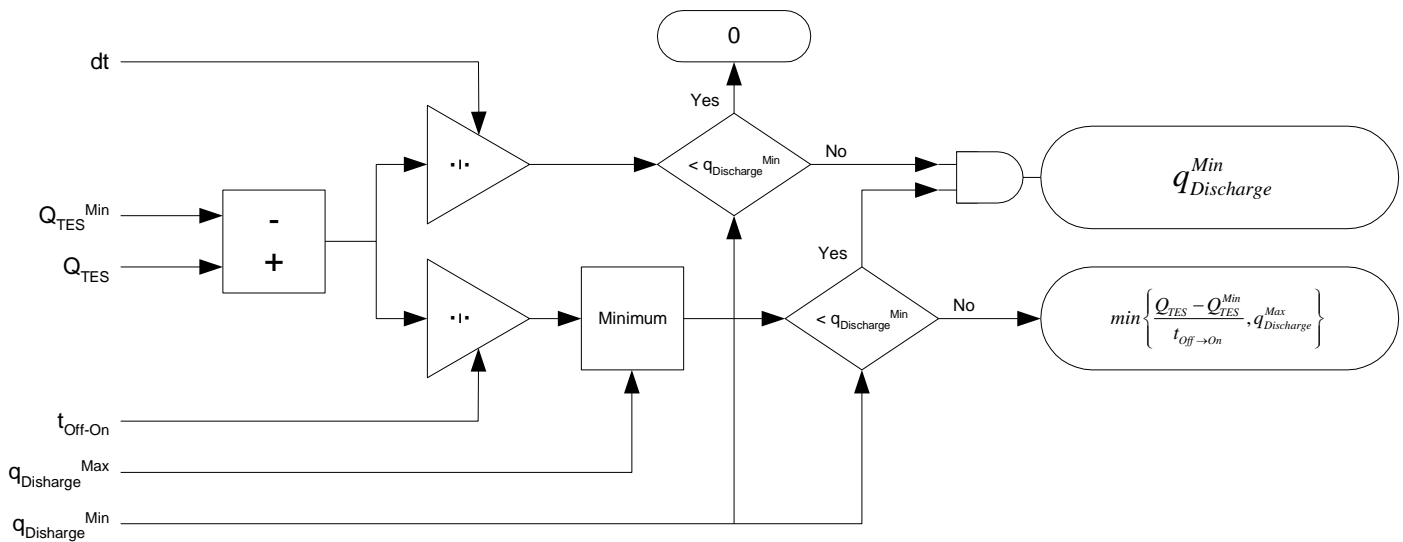 0
dt
Yes
÷
< q_Discharge^Min
No
q_Discharge^Min
Q_TES^Min
-
Q_TES
+
Yes
÷
Minimum
< q_Discharge^Min
No
min{(Q_TES − Q_TES^Min)/t_Off→On, q_Discharge^Max}
t_Off-On
q_Disharge^Max
q_Disharge^Min